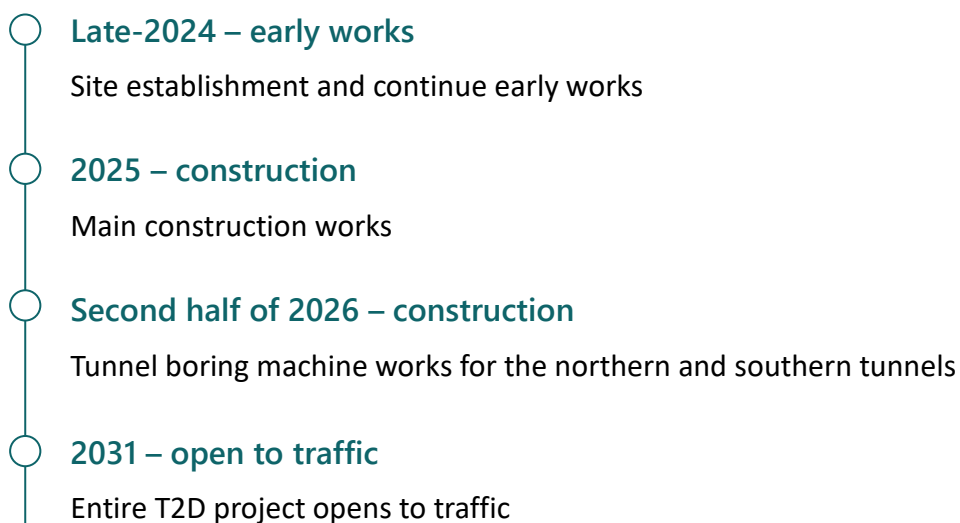 Late-2024 – early works
Site establishment and continue early works
2025 – construction
Main construction works
Second half of 2026 – construction
Tunnel boring machine works for the northern and southern tunnels
2031 – open to traffic
Entire T2D project opens to traffic